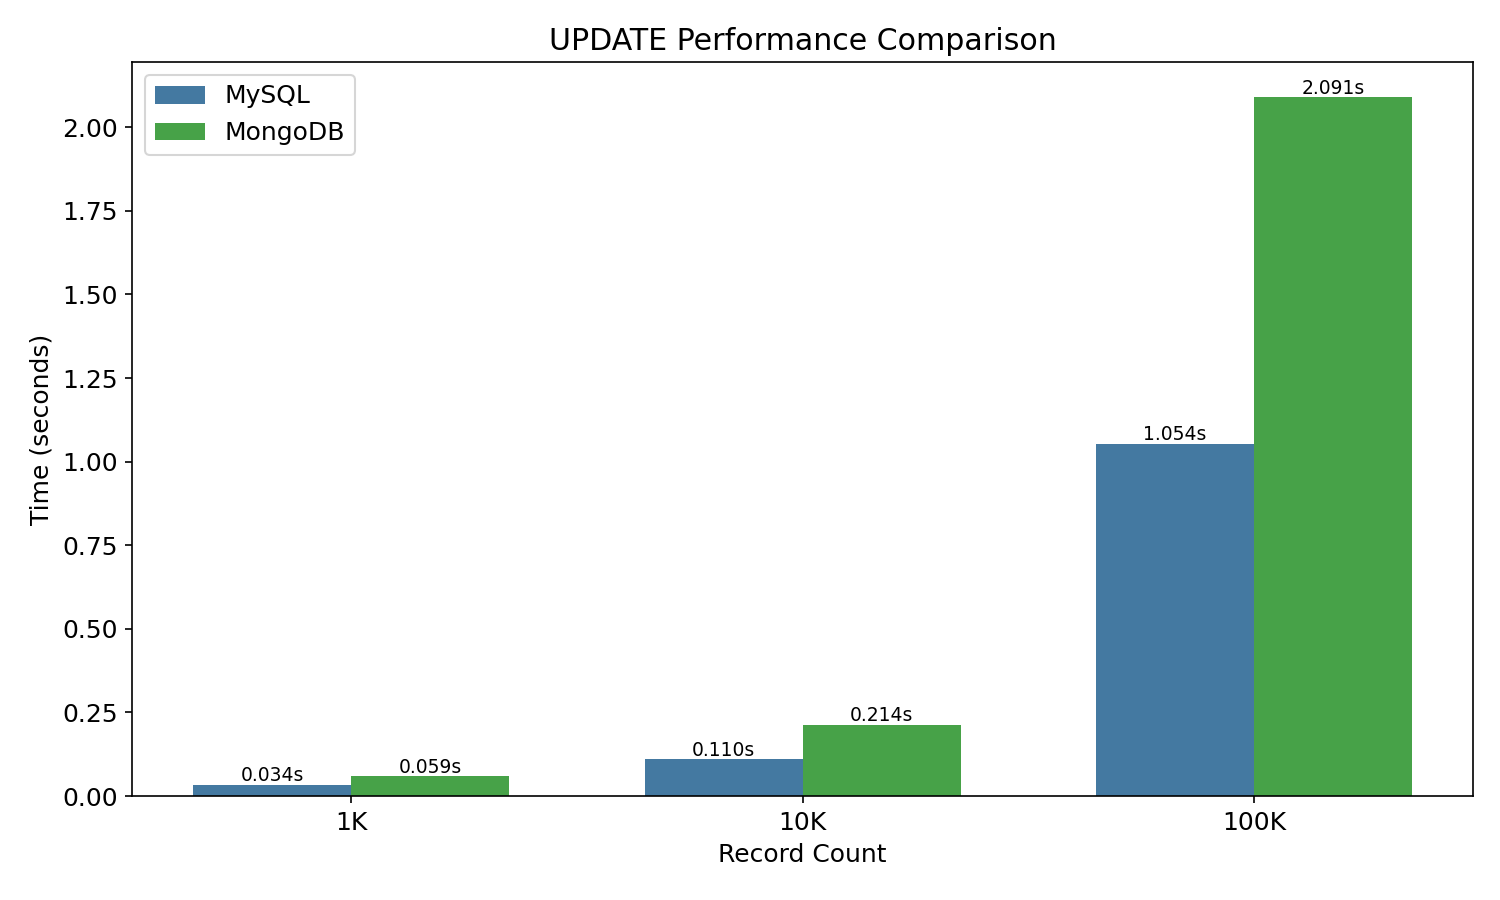 UPDATE Performance Comparison
MySQL
MongoDB
2.091s
1.054s
0.214s
0.110s
0.059s
0.034s
2.00
1.75
1.50
1.25
1.00
0.75
0.50
0.25
0.00
Time (seconds)
1K 10K 100K
Record Count